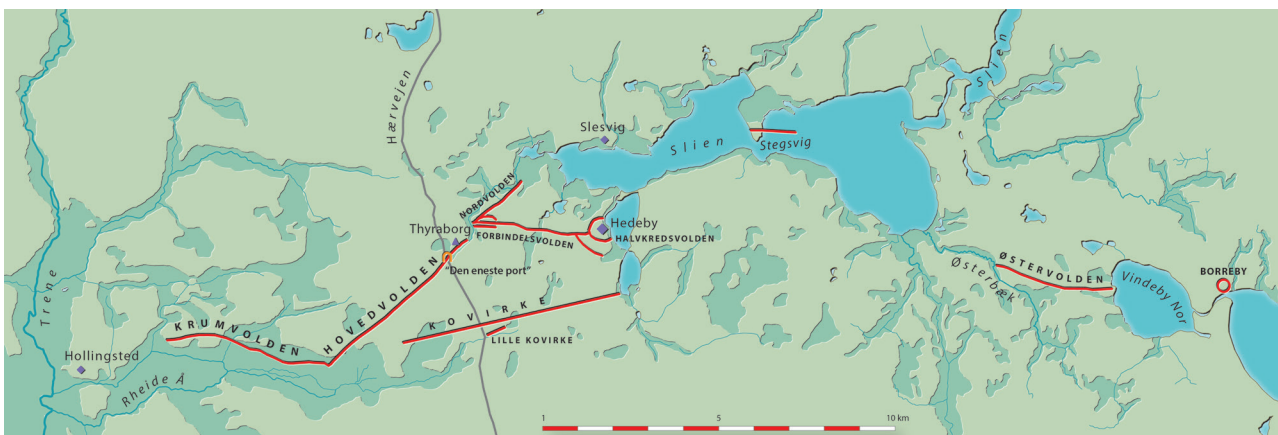 Slien
Hærvejen
Slesvig
Slien
Stegsvig
NORDVOLDEN
Thyraborg
Hedeby
FORBINDELSVOLDEN
HALVKREDSVOLDEN
"Den eneste port"
ØSTERVOLDEN
BORREBY
Østerbæk
Vindeby Nor
Trene
HOVEDVOLDEN
KOVIRKE
KRUMVOLDEN
LILLE KOVIRKE
Hollingsted
Rheide Å
1 5 10 km